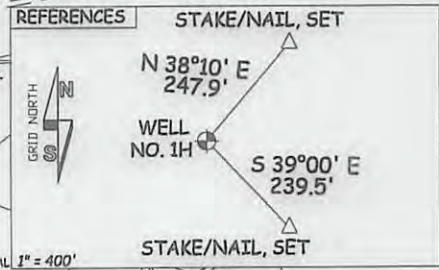 REFERENCES
STAKE/NAIL, SET
N 38°10' E
247.9'
GRID NORTH
N
S
WELL
NO. 1H
S 39°00' E
239.5'
STAKE/NAIL, SET
1" = 400'